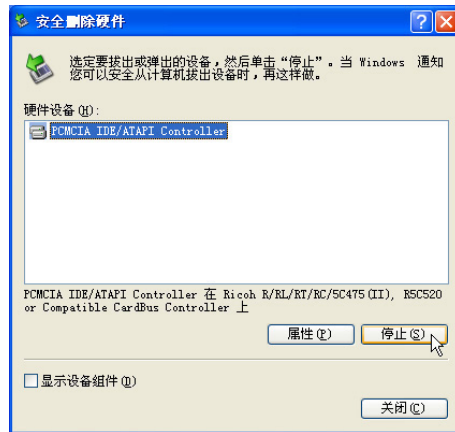 安全删除硬件
选定要拔出或弹出的设备，然后单击“停止”。当 Windows 通知
您可以安全从计算机拔出设备时，再这样做。
硬件设备(H):
PCMCIA IDE/ATAPI Controller
PCMCIA IDE/ATAPI Controller 在 Ricoh R/RL/RT/RC/5C475(II), R5C520
or Compatible CardBus Controller 上
属性(P) 停止(S)
显示设备组件(D)
关闭(C)